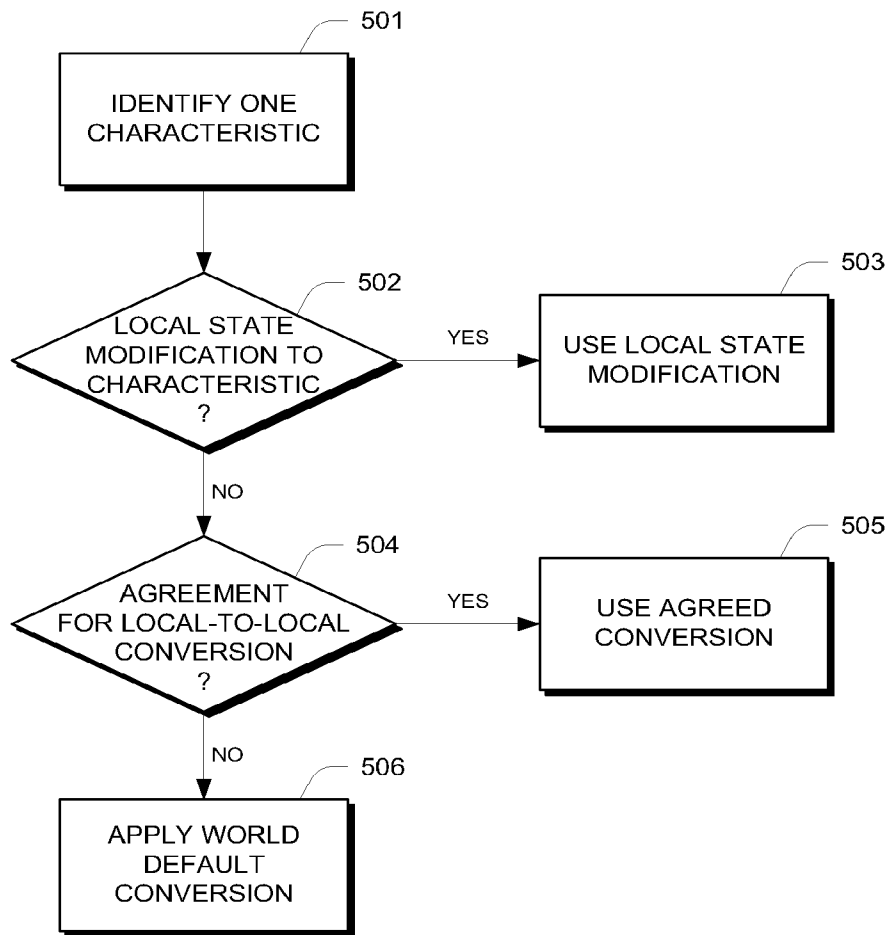 501
IDENTIFY ONE
CHARACTERISTIC
502
LOCAL STATE
MODIFICATION TO
CHARACTERISTIC
?
YES
503
USE LOCAL STATE
MODIFICATION
NO
504
AGREEMENT
FOR LOCAL-TO-LOCAL
CONVERSION
?
YES
505
USE AGREED
CONVERSION
NO
506
APPLY WORLD
DEFAULT
CONVERSION